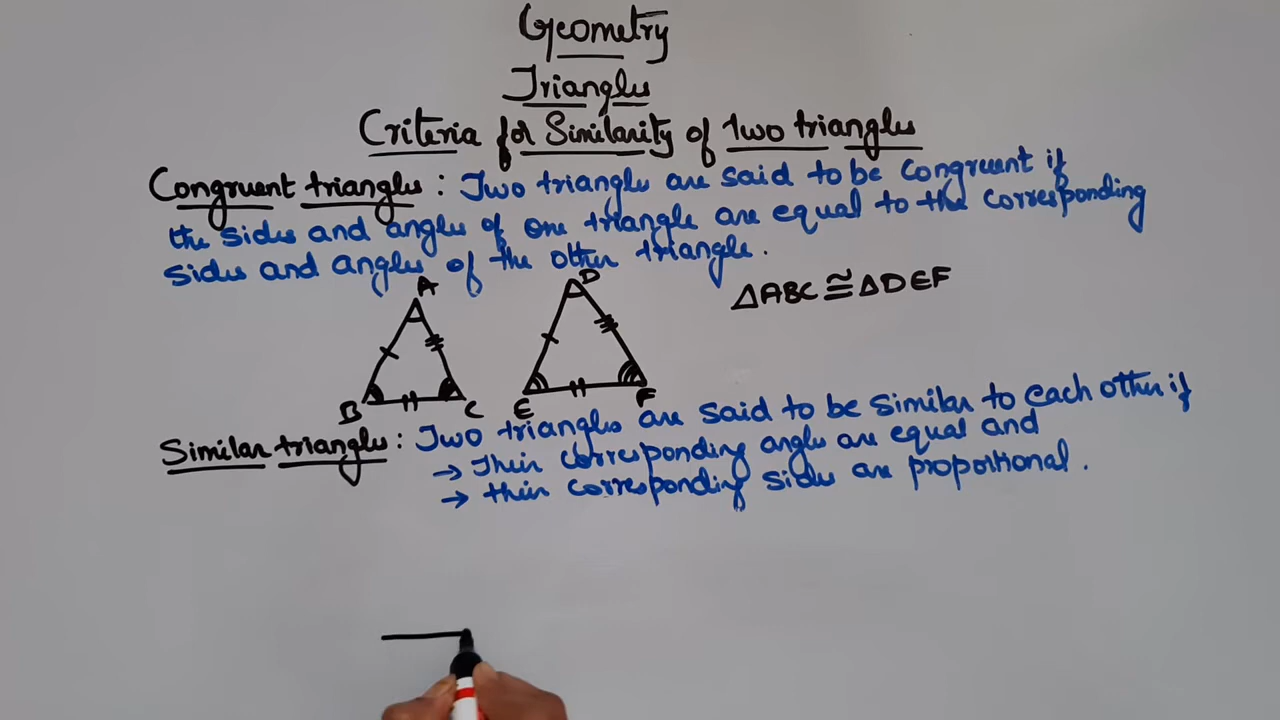 Geometry
Triangles
Criteria for Similarity of Two triangles
Congruent triangles : Two triangles are said to be congruent if
the sides and angles of one triangle are equal to the corresponding
sides and angles of the other triangle.
△ABC ≅ △DEF
A
D
B
C
E
F
Similar triangles : Two triangles are said to be similar to each other if
→ Their corresponding angles are equal and
→ their corresponding sides are proportional.